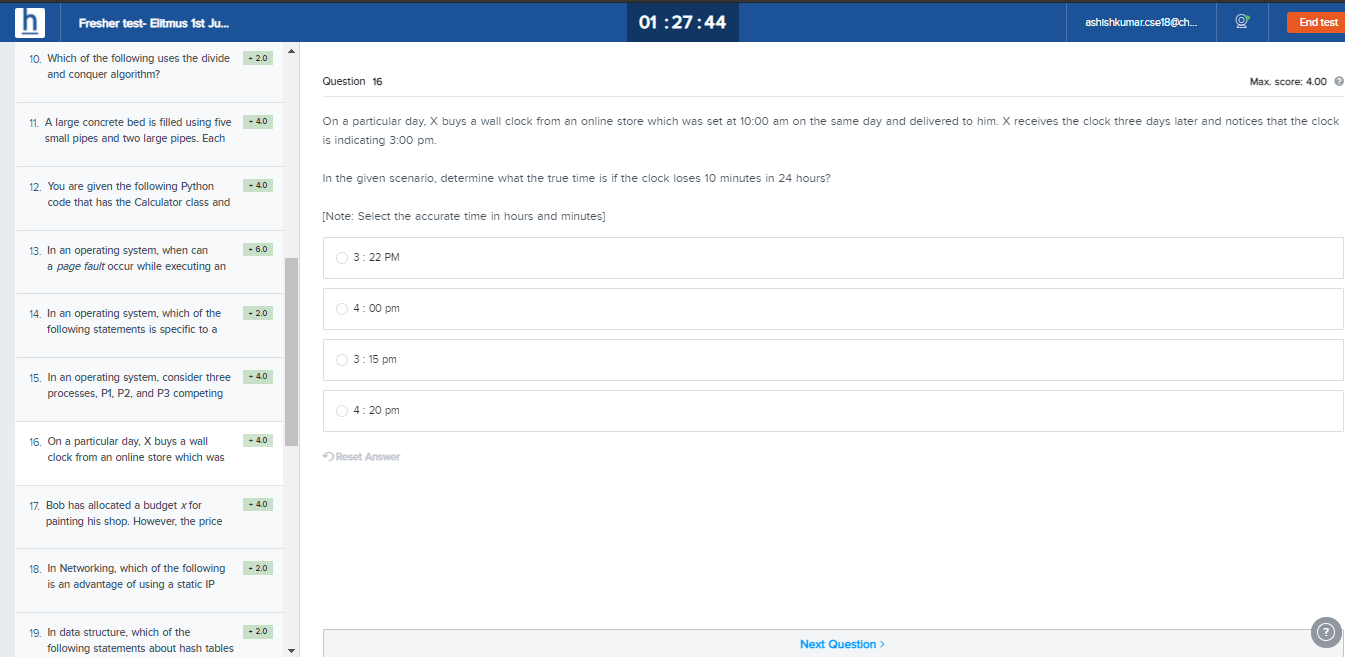 h
Fresher test- Elitmus 1st Ju...
01 : 27 : 44
ashishkumar.cse18@ch...
End test
10. Which of the following uses the divide
and conquer algorithm?
+ 2.0
11. A large concrete bed is filled using five
small pipes and two large pipes. Each
+ 4.0
12. You are given the following Python
code that has the Calculator class and
+ 4.0
13. In an operating system, when can
a page fault occur while executing an
+ 6.0
14. In an operating system, which of the
following statements is specific to a
+ 2.0
15. In an operating system, consider three
processes, P1, P2, and P3 competing
+ 4.0
16. On a particular day, X buys a wall
clock from an online store which was
+ 4.0
17. Bob has allocated a budget x for
painting his shop. However, the price
+ 4.0
18. In Networking, which of the following
is an advantage of using a static IP
+ 2.0
19. In data structure, which of the
following statements about hash tables
+ 2.0
Question 16
Max. score: 4.00 ?
On a particular day, X buys a wall clock from an online store which was set at 10:00 am on the same day and delivered to him. X receives the clock three days later and notices that the clock
is indicating 3:00 pm.
In the given scenario, determine what the true time is if the clock loses 10 minutes in 24 hours?
[Note: Select the accurate time in hours and minutes]
3 : 22 PM
4 : 00 pm
3 : 15 pm
4 : 20 pm
Reset Answer
Next Question >
?